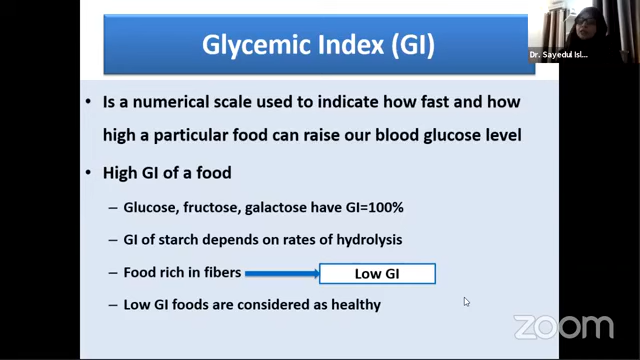 Glycemic Index (GI)
Dr. Sayedul Isl...
• Is a numerical scale used to indicate how fast and how
high a particular food can raise our blood glucose level
• High GI of a food
– Glucose, fructose, galactose have GI=100%
– GI of starch depends on rates of hydrolysis
– Food rich in fibers Low GI
– Low GI foods are considered as healthy
zoom